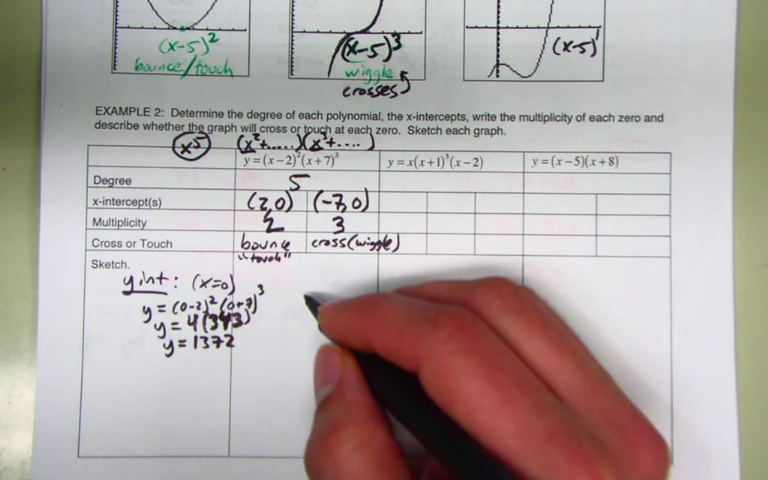 (x-5)² (x-5)³ (x-5)¹
bounce/touch wiggle
crosses
EXAMPLE 2: Determine the degree of each polynomial, the x-intercepts, write the multiplicity of each zero and
describe whether the graph will cross or touch at each zero. Sketch each graph.
x⁵ (x²+.....)(x³+....)
y=(x−2)²(x+7)³ y=x(x+1)³(x−2) y=(x−5)(x+8)
Degree 5
x-intercept(s) (2,0) (-7,0)
Multiplicity 2 3
Cross or Touch bounce cross(wiggle)
"touch"
Sketch.
yint: (x=0)
y=(0-2)²(0+7)³
y=4(343)
y=1372